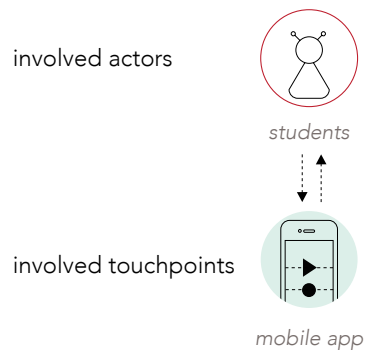 involved actors
students
involved touchpoints
mobile app